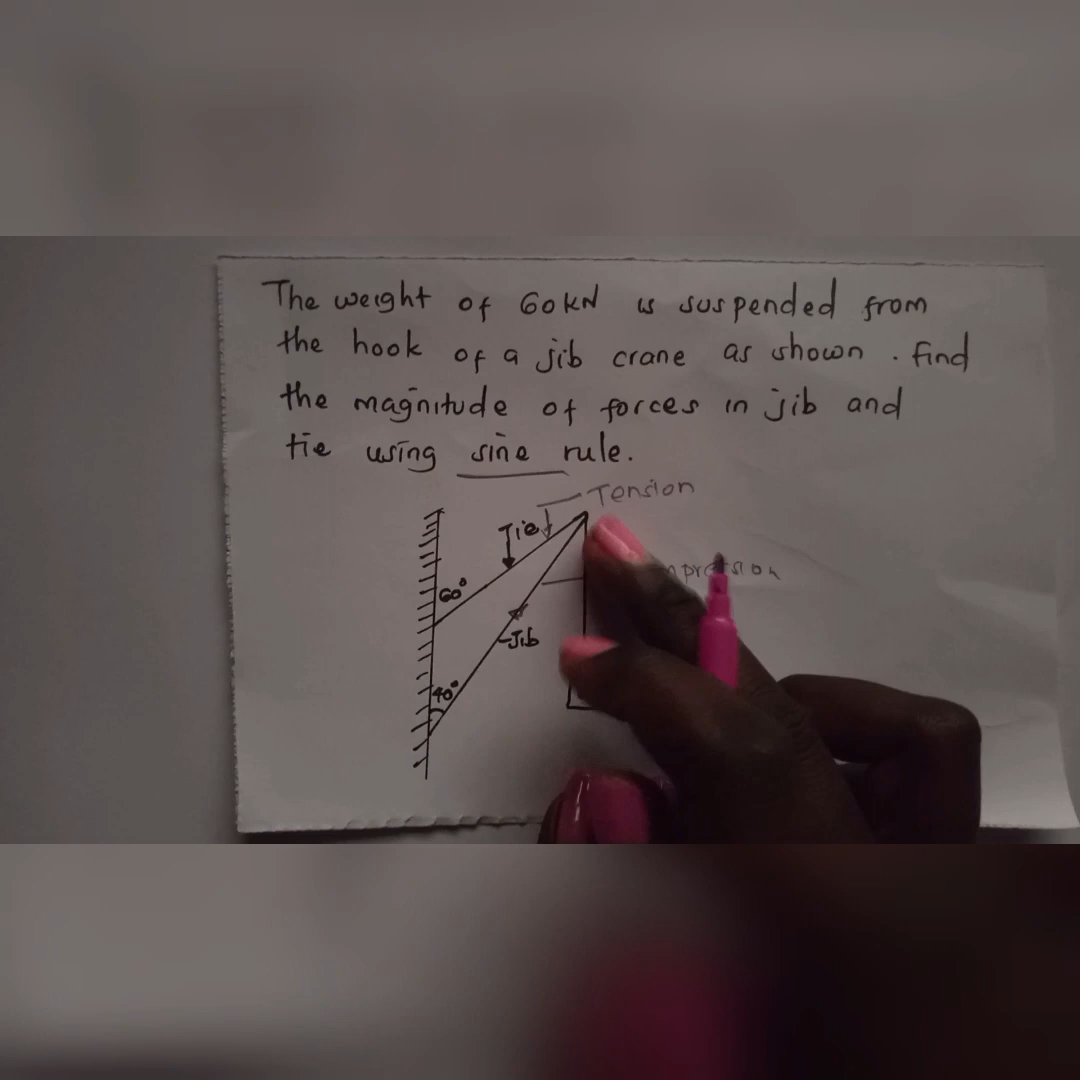 The weight of 60kN is suspended from
the hook of a jib crane as shown. find
the magnitude of forces in jib and
tie using sine rule.
Tension
Tie
60°
Jib
40°